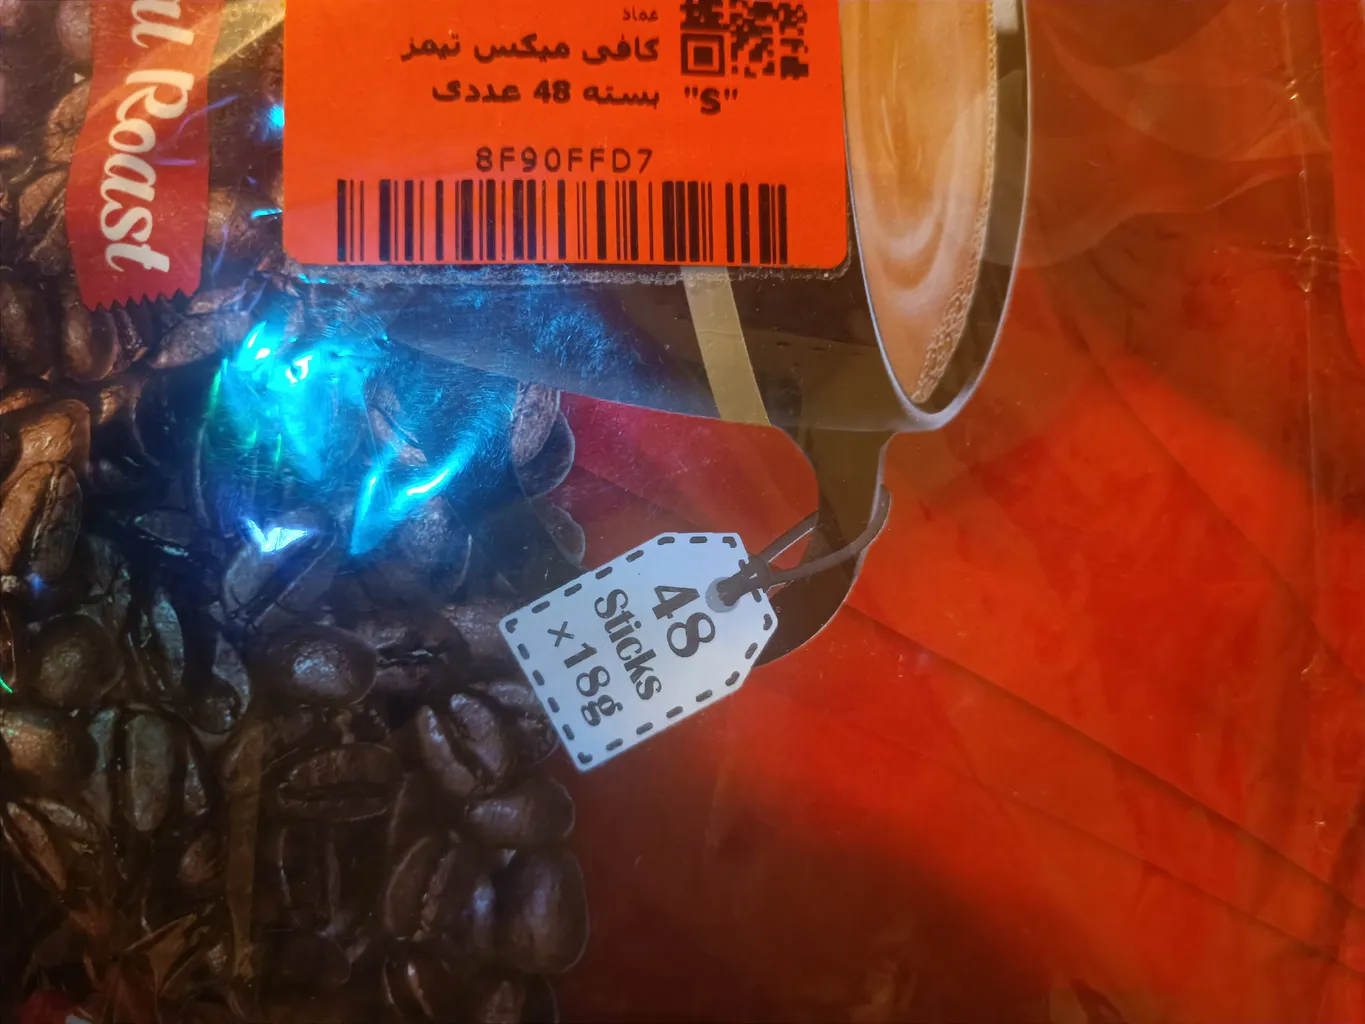 عماد
کافی میکس تیمز
بسته 48 عددی
"S"
8F90FFD7
Roast
48
Sticks
×18g